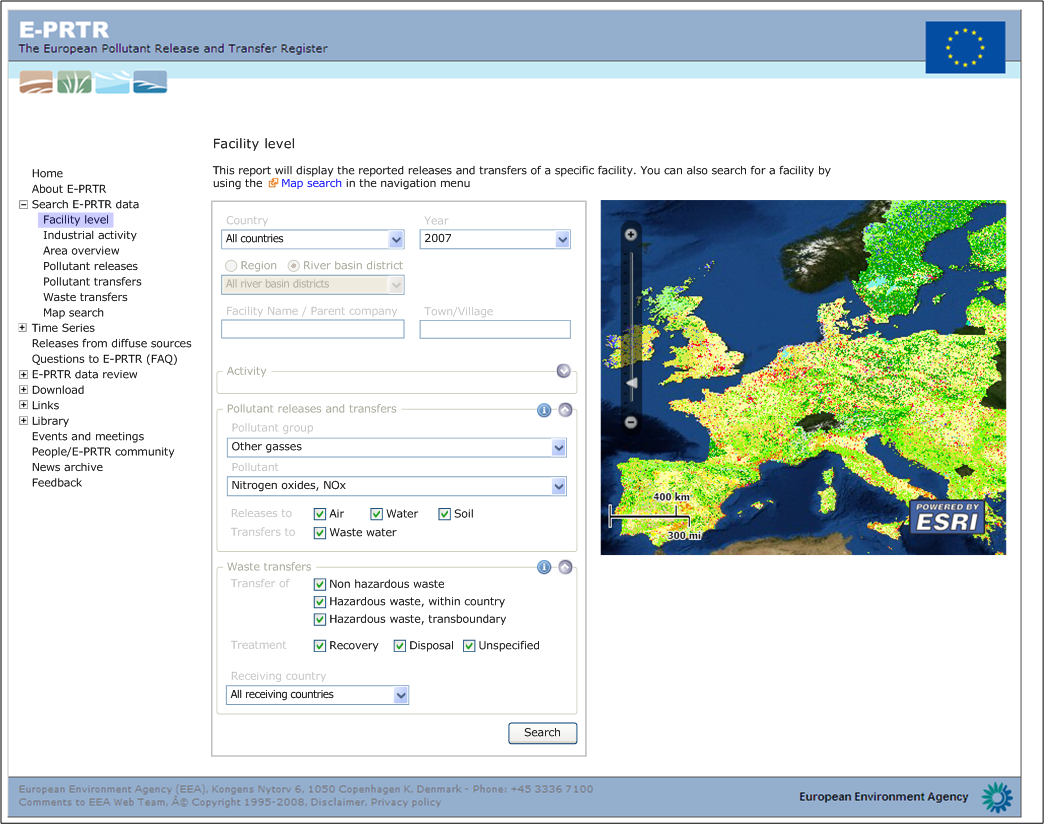 E-PRTR
The European Pollutant Release and Transfer Register
Facility level
This report will display the reported releases and transfers of a specific facility. You can also search for a facility by
using the Map search in the navigation menu
Home
About E-PRTR
Search E-PRTR data
Facility level
Industrial activity
Area overview
Pollutant releases
Pollutant transfers
Waste transfers
Map search
Time Series
Releases from diffuse sources
Questions to E-PRTR (FAQ)
E-PRTR data review
Download
Links
Library
Events and meetings
People/E-PRTR community
News archive
Feedback
Country Year
All countries 2007
Region River basin district
All river basin districts
Facility Name / Parent company Town/Village
Activity
Pollutant releases and transfers
Pollutant group
Other gasses
Pollutant
Nitrogen oxides, NOx
Releases to Air Water Soil
Transfers to Waste water
Waste transfers
Transfer of Non hazardous waste
Hazardous waste, within country
Hazardous waste, transboundary
Treatment Recovery Disposal Unspecified
Receiving country
All receiving countries
Search
400 km
300 mi
POWERED BY
ESRI
European Environment Agency (EEA), Kongens Nytorv 6, 1050 Copenhagen K, Denmark - Phone: +45 3336 7100
Comments to EEA Web Team, Â© Copyright 1995-2008. Disclaimer. Privacy policy
European Environment Agency